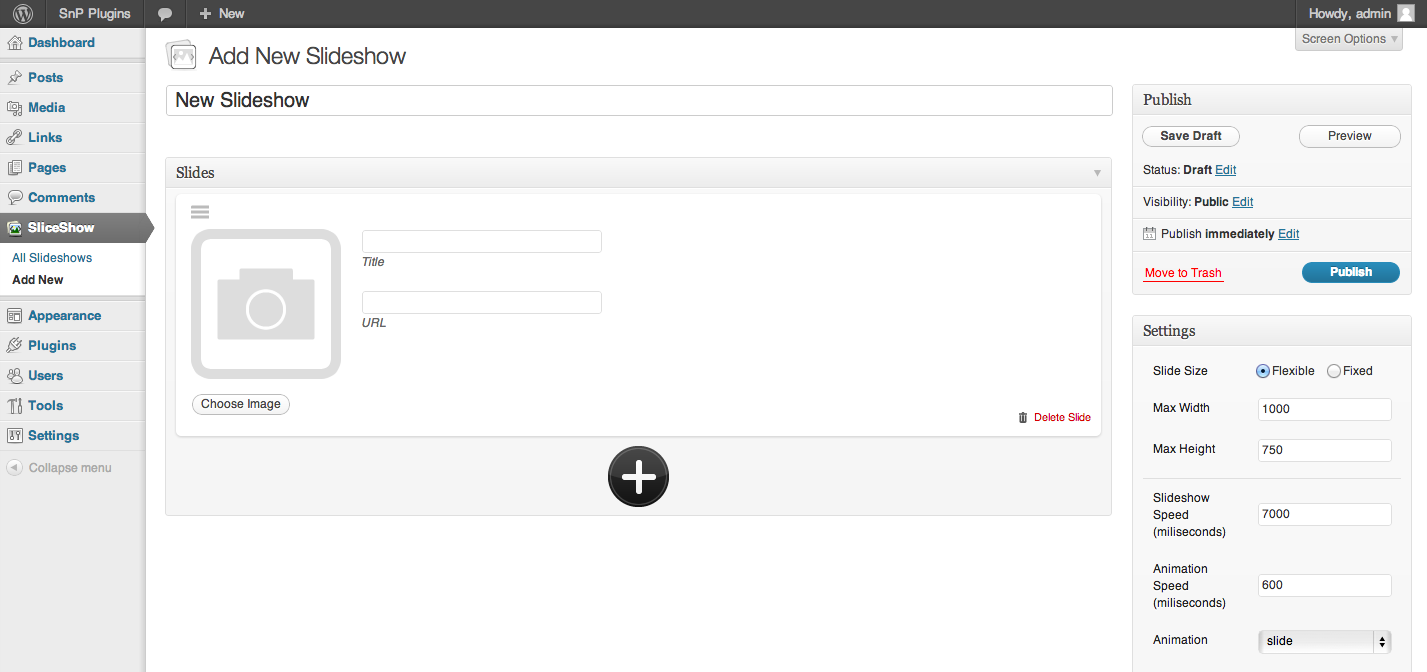 SnP Plugins
New
Howdy, admin
Screen Options
Dashboard
Posts
Media
Links
Pages
Comments
SliceShow
All Slideshows
Add New
Appearance
Plugins
Users
Tools
Settings
Collapse menu
Add New Slideshow
New Slideshow
Slides
Title
URL
Choose Image
Delete Slide
Publish
Save Draft
Preview
Status: Draft Edit
Visibility: Public Edit
11
Publish immediately Edit
Move to Trash
Publish
Settings
Slide Size
Flexible
Fixed
Max Width
1000
Max Height
750
Slideshow
Speed
(miliseconds)
7000
Animation
Speed
(miliseconds)
600
Animation
slide